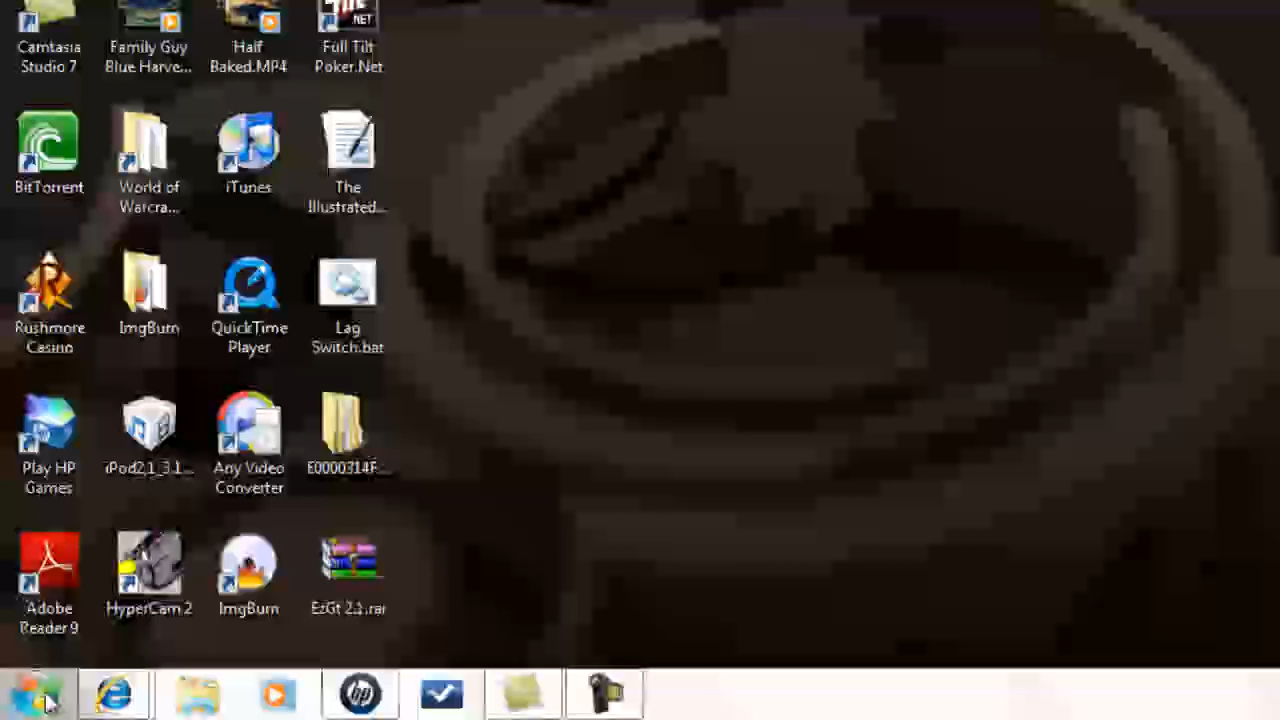 Camtasia
Studio 7
Family Guy
Blue Harve...
Half
Baked.MP4
.NET
Full Tilt
Poker.Net
BitTorrent
World of
Warcra...
iTunes
The
Illustrated...
Rushmore
Casino
ImgBurn
QuickTime
Player
Lag
Switch.bat
Play HP
Games
iPod2,1_3.1...
Any Video
Converter
E0000314F...
Adobe
Reader 9
HyperCam 2
ImgBurn
EzGt 2.1.rar
hp